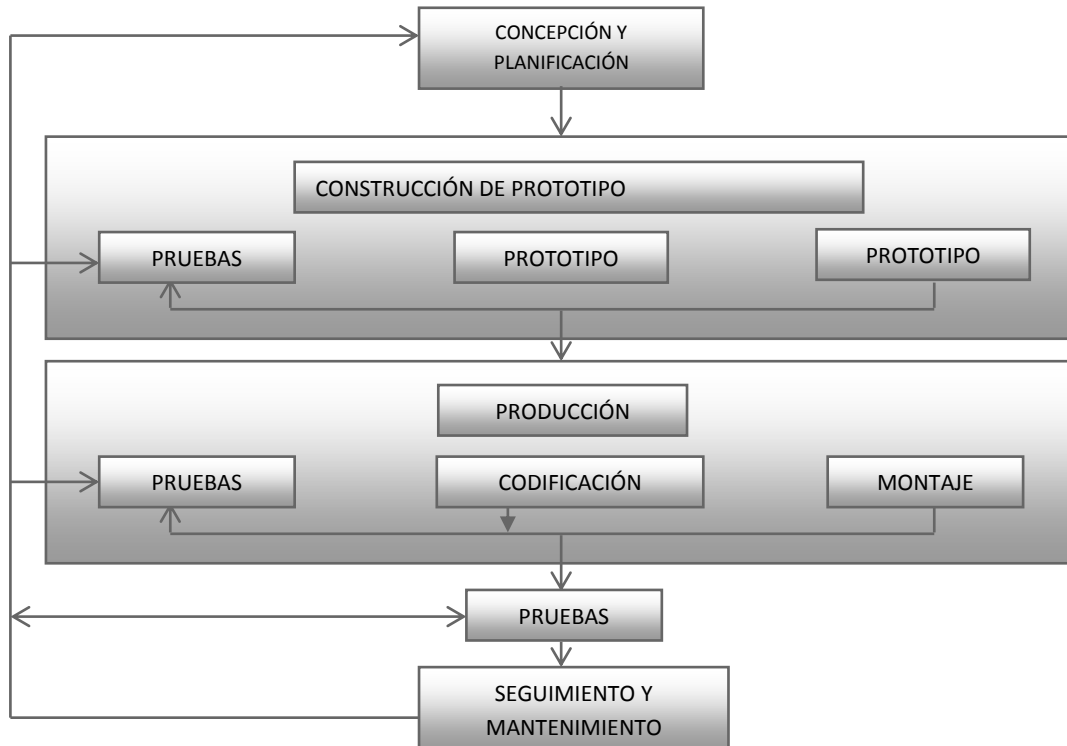 CONCEPCIÓN Y
PLANIFICACIÓN
CONSTRUCCIÓN DE PROTOTIPO
PRUEBAS
PROTOTIPO
PROTOTIPO
PRODUCCIÓN
PRUEBAS
CODIFICACIÓN
MONTAJE
PRUEBAS
SEGUIMIENTO Y
MANTENIMIENTO